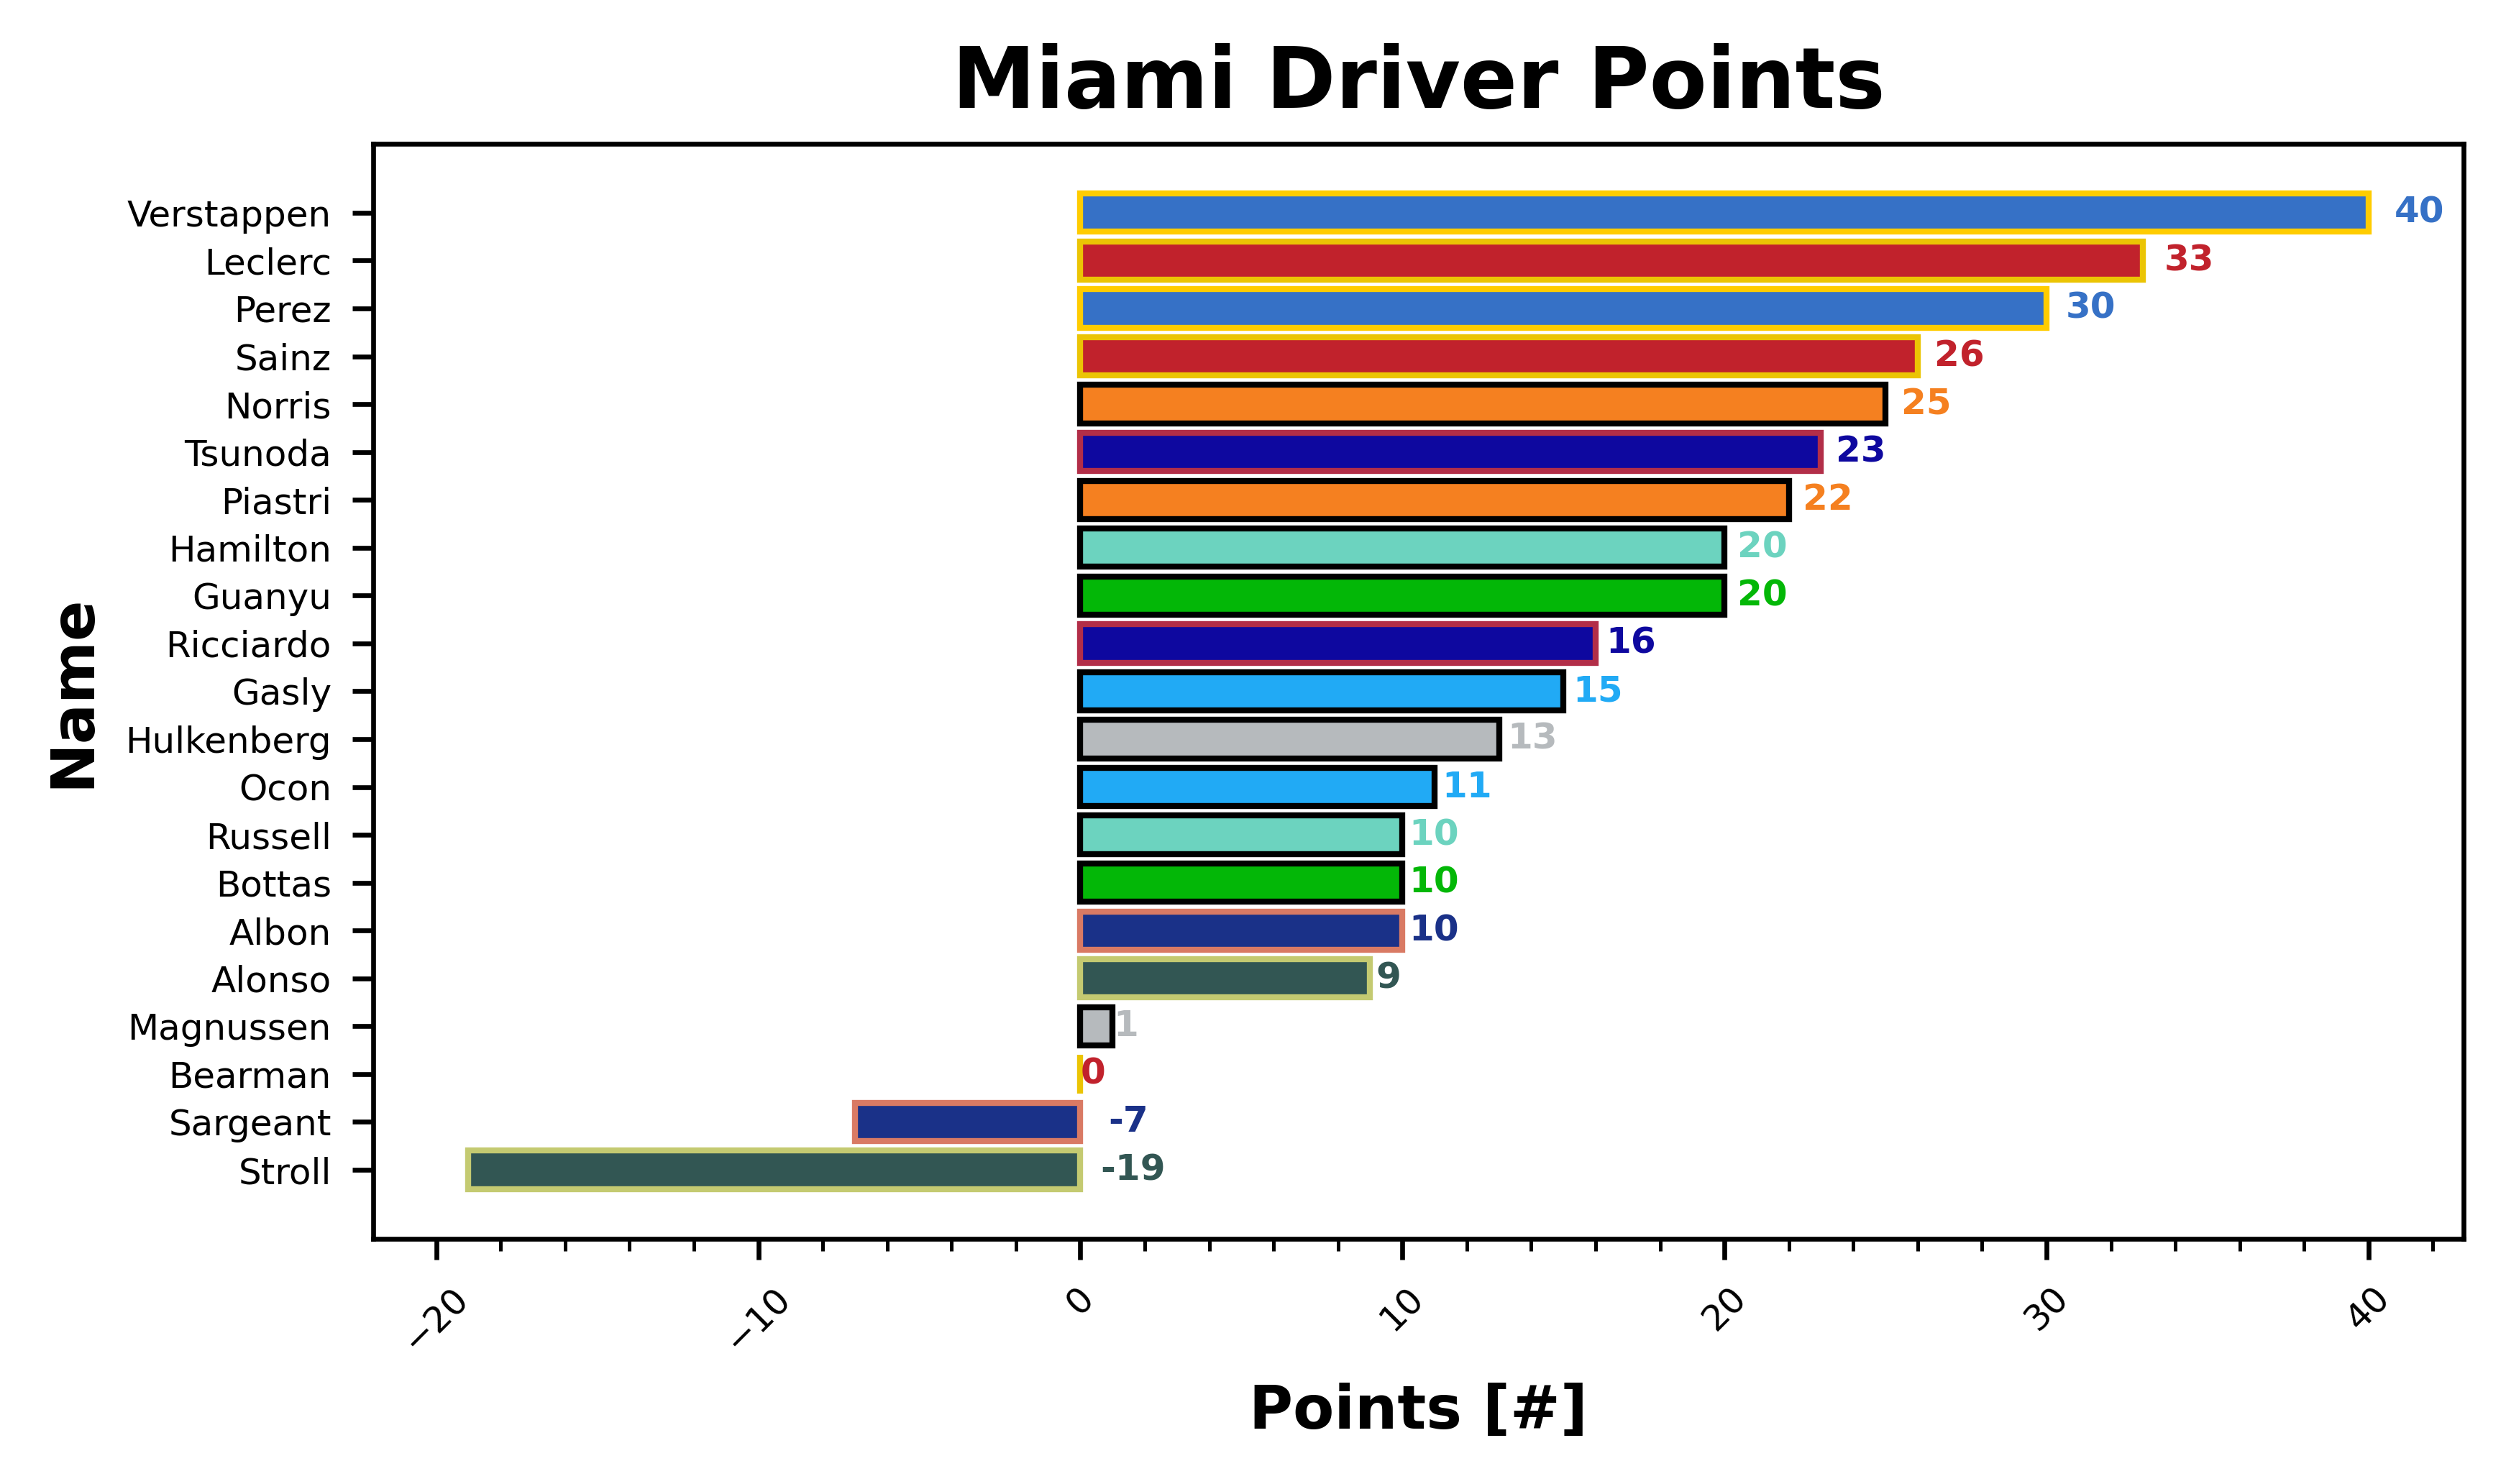 Miami Driver Points
Name
Verstappen 40
Leclerc 33
Perez 30
Sainz 26
Norris 25
Tsunoda 23
Piastri 22
Hamilton 20
Guanyu 20
Ricciardo 16
Gasly 15
Hulkenberg 13
Ocon 11
Russell 10
Bottas 10
Albon 10
Alonso 9
Magnussen 1
Bearman 0
Sargeant -7
Stroll -19
−20 −10 0 10 20 30 40
Points [#]